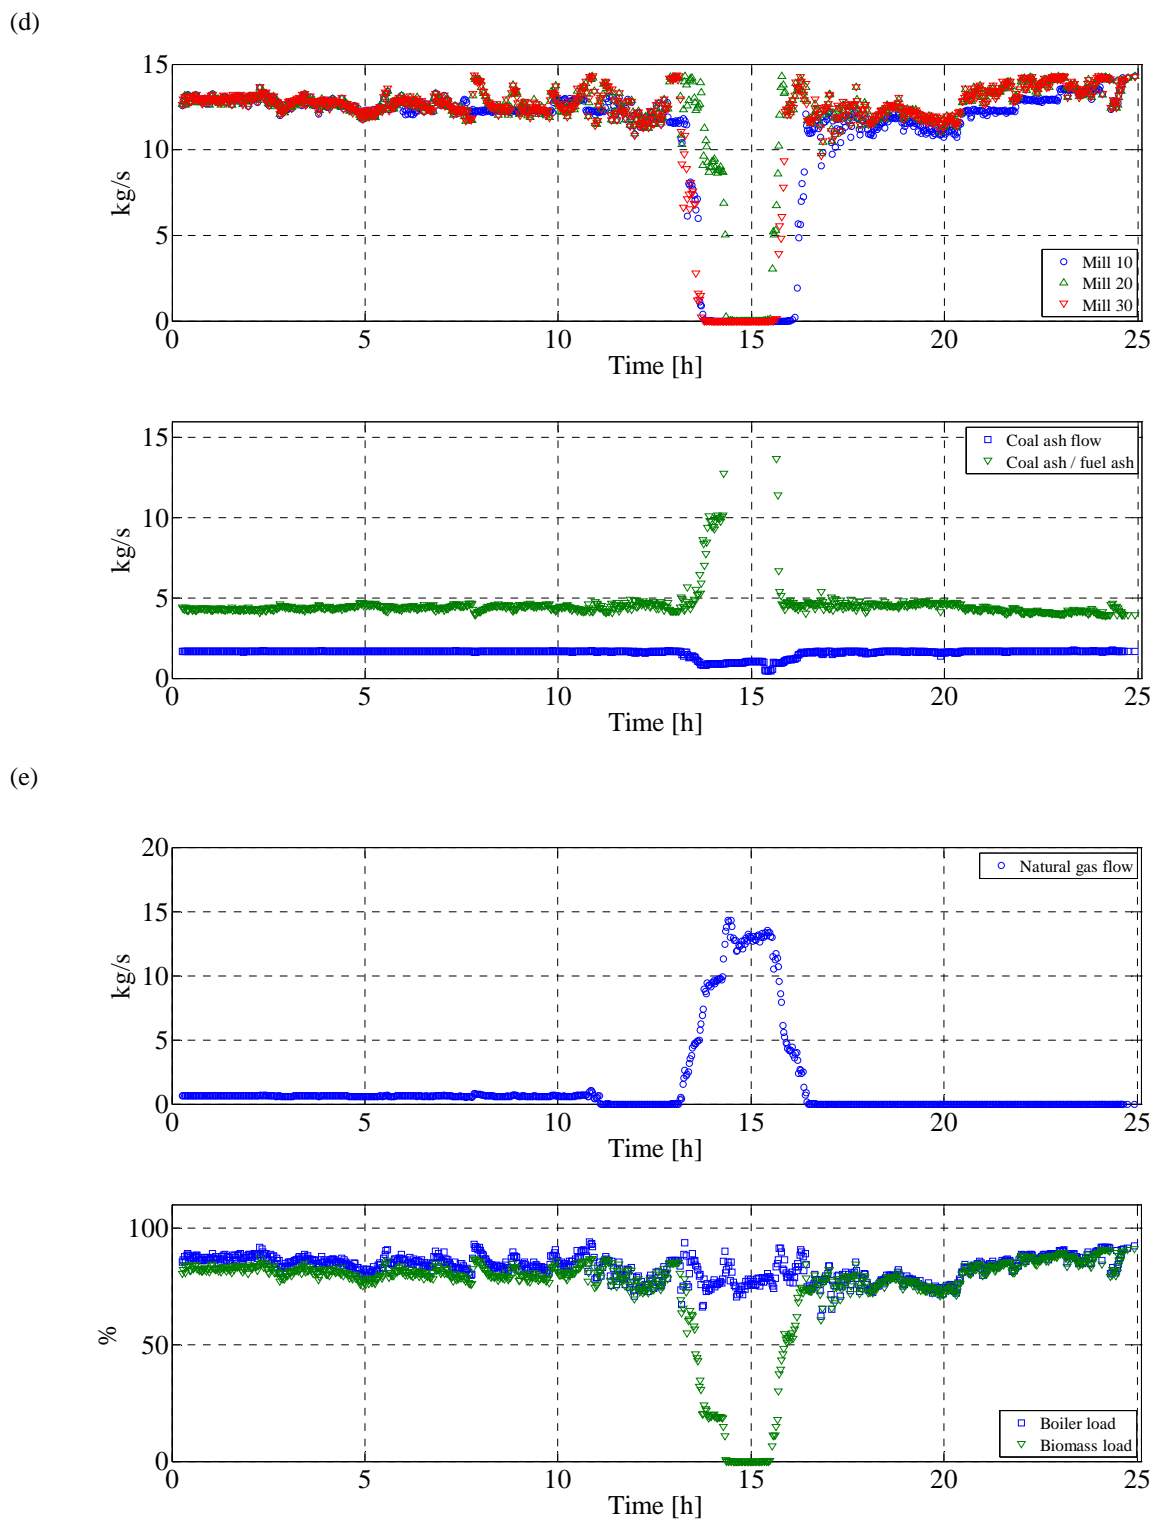 (d)
15
10
5
0
kg/s
Mill 10
Mill 20
Mill 30
0 5 10 15 20 25
Time [h]
15
10
5
0
kg/s
Coal ash flow
Coal ash / fuel ash
0 5 10 15 20 25
Time [h]
(e)
20
15
10
5
0
kg/s
Natural gas flow
0 5 10 15 20 25
Time [h]
100
50
0
%
Boiler load
Biomass load
0 5 10 15 20 25
Time [h]